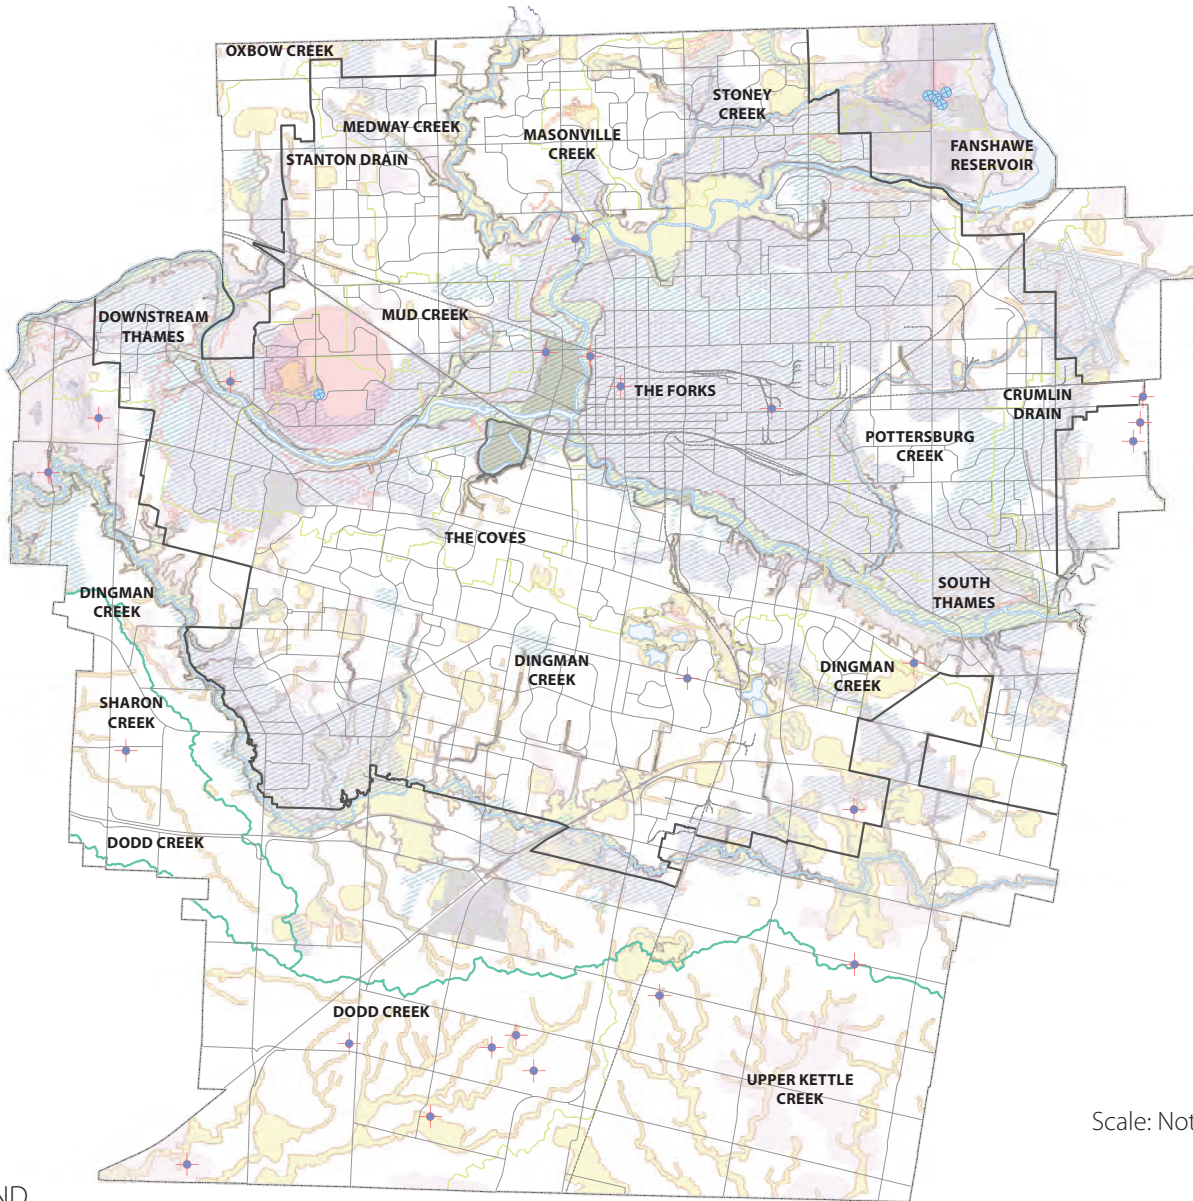 OXBOW CREEK
STONEY
CREEK
MEDWAY CREEK
MASONVILLE
CREEK
STANTON DRAIN
FANSHAWE
RESERVOIR
DOWNSTREAM
THAMES
MUD CREEK
THE FORKS
CRUMLIN
DRAIN
POTTERSBURG
CREEK
THE COVES
SOUTH
THAMES
DINGMAN
CREEK
DINGMAN
CREEK
DINGMAN
CREEK
SHARON
CREEK
DODD CREEK
DODD CREEK
UPPER KETTLE
CREEK
Scale: Not
ND